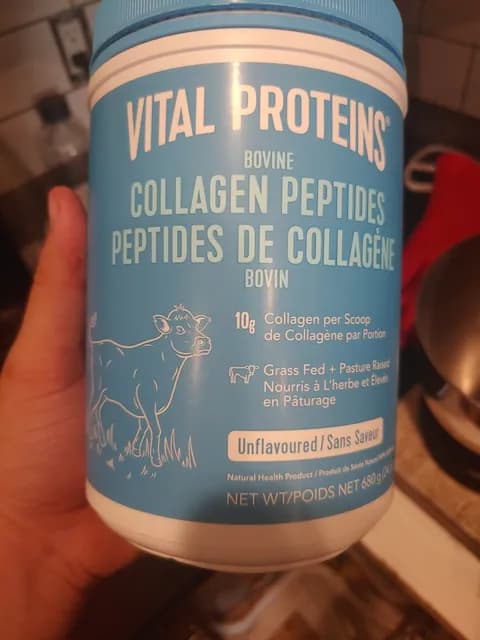 VITAL PROTEINS®
BOVINE
COLLAGEN PEPTIDES
PEPTIDES DE COLLAGÈNE
BOVIN
10g Collagen per Scoop
de Collagène par Portion
Grass Fed + Pasture Raised
Nourris à L'herbe et Élevés
en Pâturage
Unflavoured / Sans Saveur
Natural Health Product / Produit de Santé
NET WT/POIDS NET 680 g